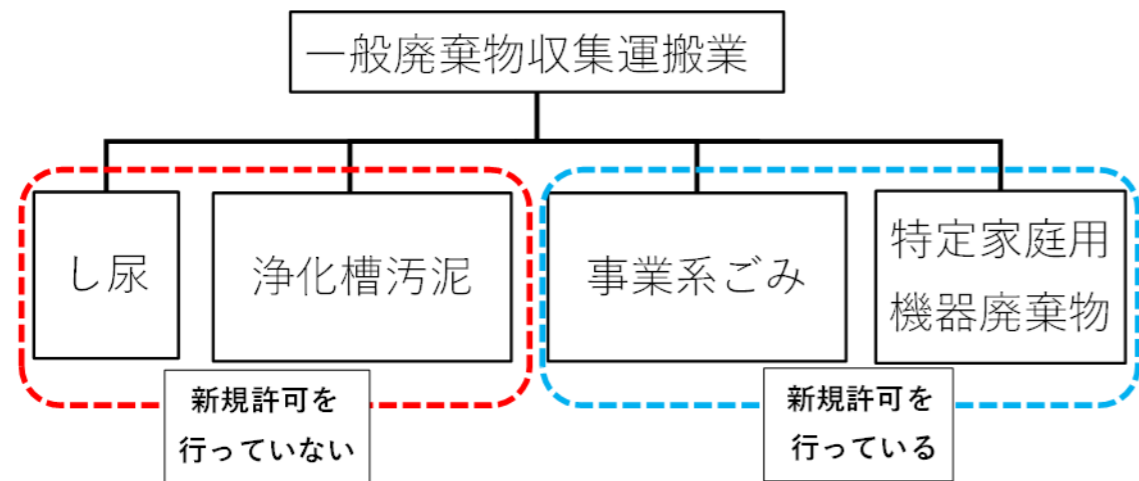 一般廃棄物収集運搬業
し尿
浄化槽汚泥
事業系ごみ
特定家庭用
機器廃棄物
新規許可を
行っていない
新規許可を
行っている